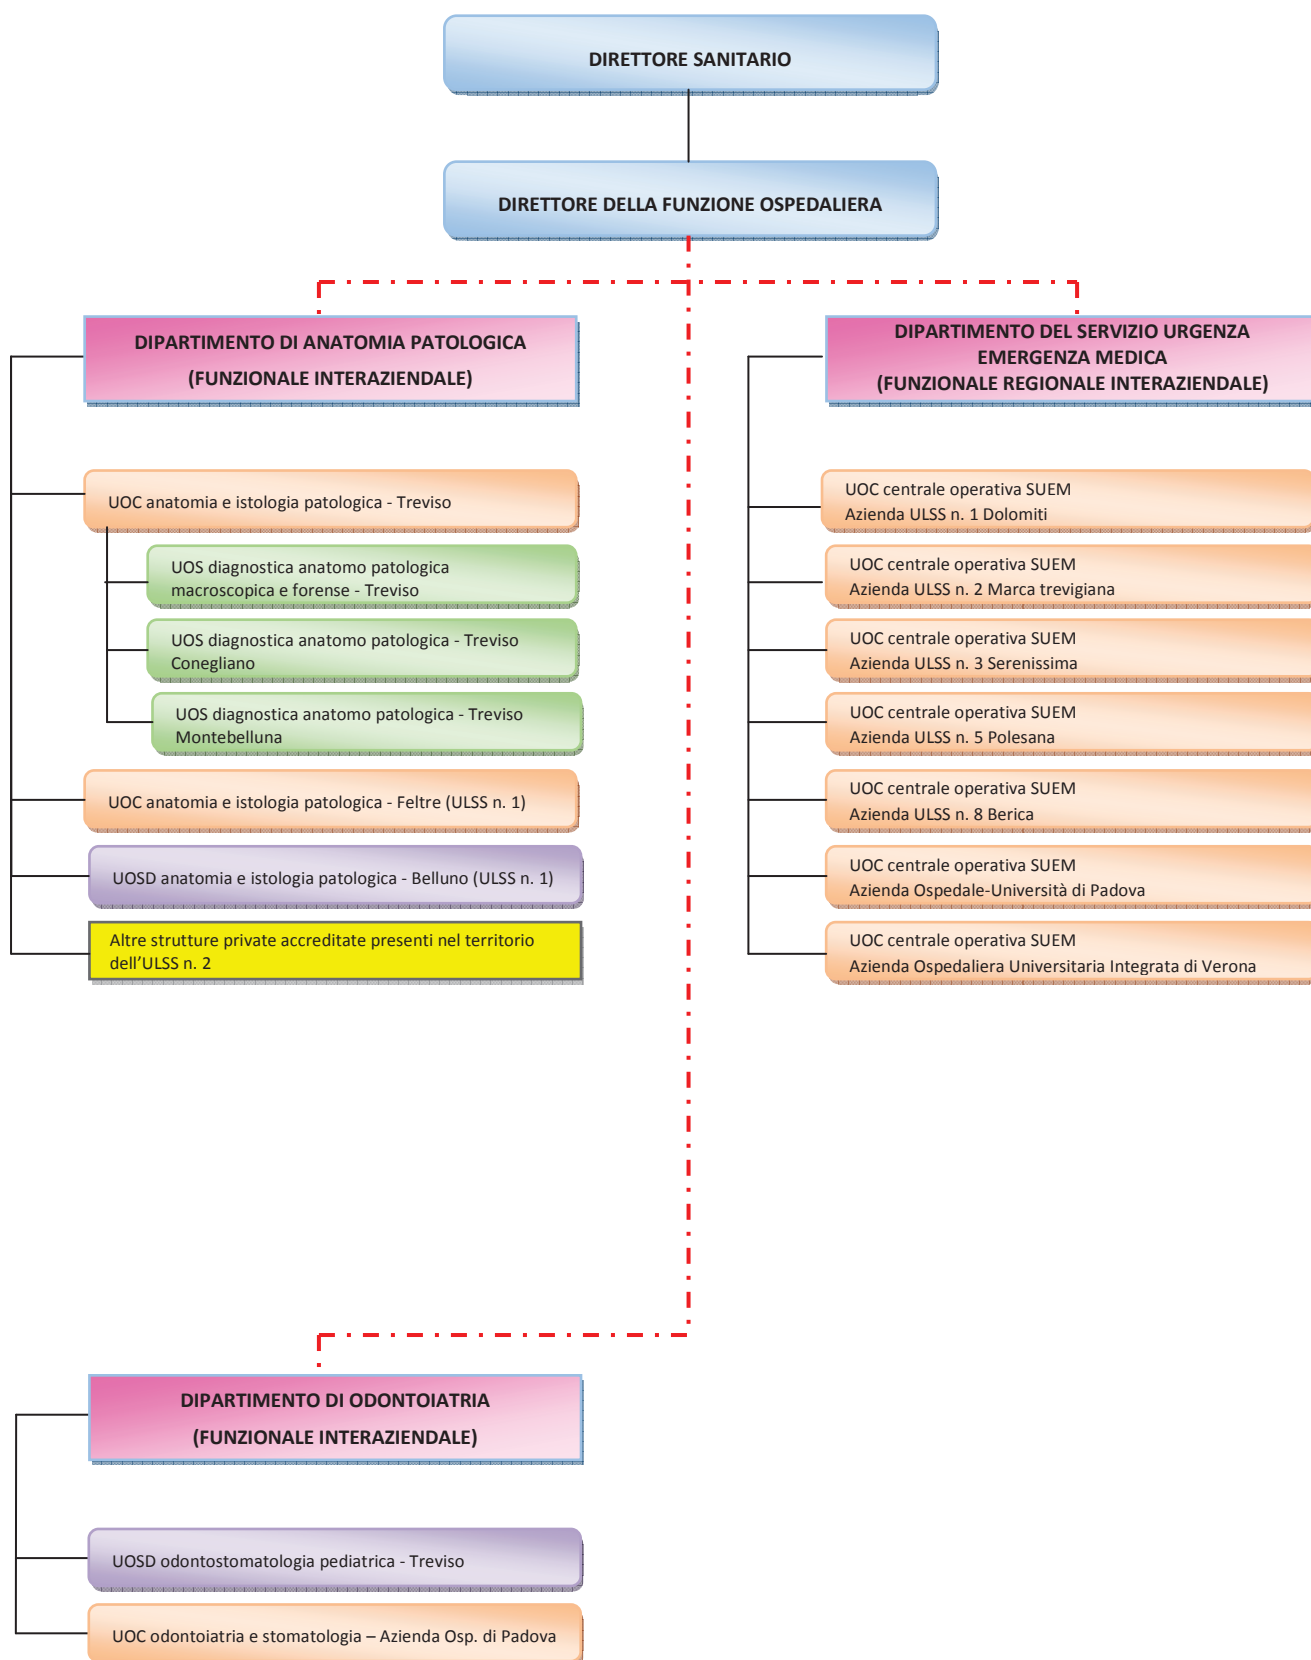 DIRETTORE SANITARIO
DIRETTORE DELLA FUNZIONE OSPEDALIERA
DIPARTIMENTO DI ANATOMIA PATOLOGICA
(FUNZIONALE INTERAZIENDALE)
UOC anatomia e istologia patologica - Treviso
UOS diagnostica anatomo patologica
macroscopica e forense - Treviso
UOS diagnostica anatomo patologica - Treviso
Conegliano
UOS diagnostica anatomo patologica - Treviso
Montebelluna
UOC anatomia e istologia patologica - Feltre (ULSS n. 1)
UOSD anatomia e istologia patologica - Belluno (ULSS n. 1)
Altre strutture private accreditate presenti nel territorio
dell’ULSS n. 2
DIPARTIMENTO DEL SERVIZIO URGENZA
EMERGENZA MEDICA
(FUNZIONALE REGIONALE INTERAZIENDALE)
UOC centrale operativa SUEM
Azienda ULSS n. 1 Dolomiti
UOC centrale operativa SUEM
Azienda ULSS n. 2 Marca trevigiana
UOC centrale operativa SUEM
Azienda ULSS n. 3 Serenissima
UOC centrale operativa SUEM
Azienda ULSS n. 5 Polesana
UOC centrale operativa SUEM
Azienda ULSS n. 8 Berica
UOC centrale operativa SUEM
Azienda Ospedale-Università di Padova
UOC centrale operativa SUEM
Azienda Ospedaliera Universitaria Integrata di Verona
DIPARTIMENTO DI ODONTOIATRIA
(FUNZIONALE INTERAZIENDALE)
UOSD odontostomatologia pediatrica - Treviso
UOC odontoiatria e stomatologia – Azienda Osp. di Padova